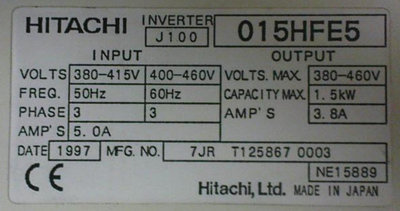 HITACHI INVERTER J100 015HFE5
INPUT OUTPUT
VOLTS 380-415V 400-460V VOLTS. MAX. 380-460V
FREQ. 50Hz 60Hz CAPACITY MAX. 1.5kW
PHASE 3 3 AMP'S 3.8A
AMP'S 5.0A
DATE 1997 MFG. NO. 7JR T125867 0003
NE15889
CE Hitachi, Ltd. MADE IN JAPAN